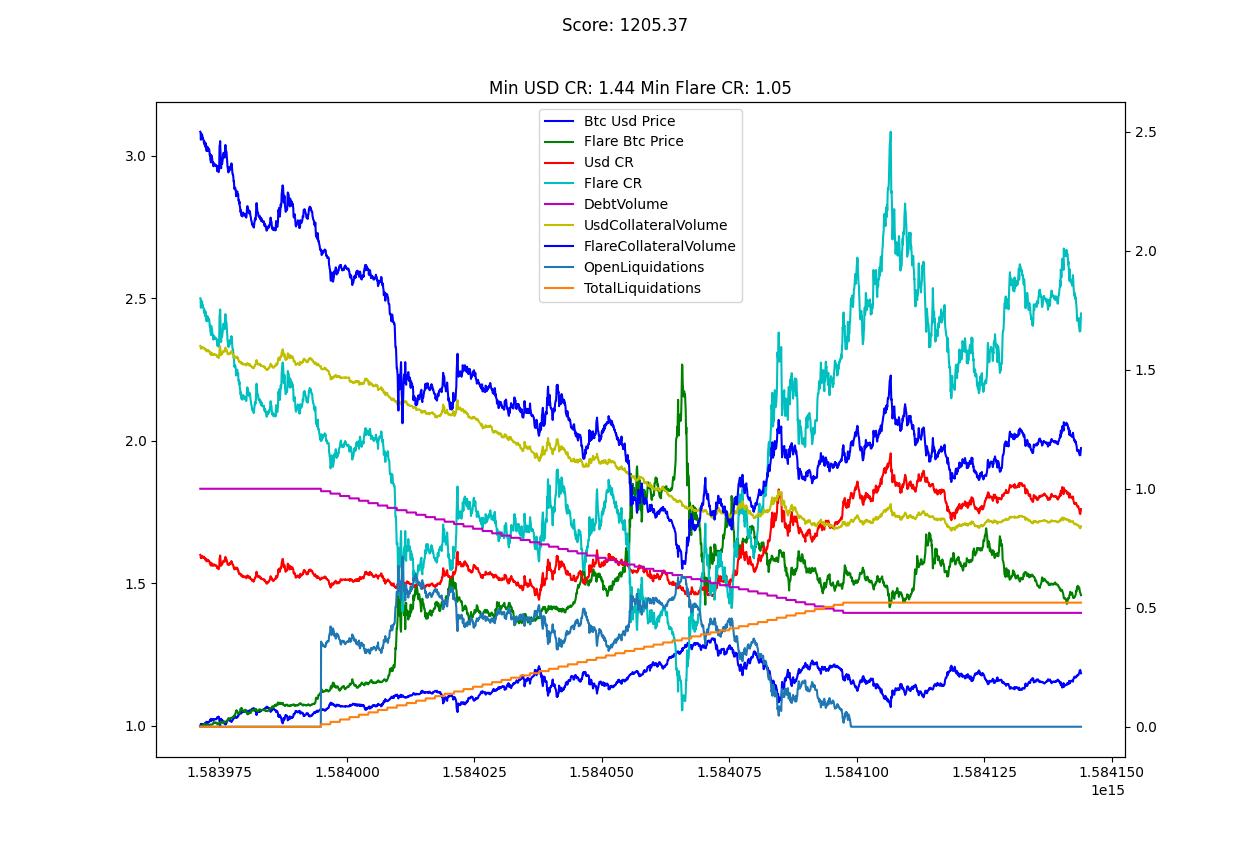 Score: 1205.37
Min USD CR: 1.44 Min Flare CR: 1.05
Btc Usd Price
Flare Btc Price
Usd CR
Flare CR
DebtVolume
UsdCollateralVolume
FlareCollateralVolume
OpenLiquidations
TotalLiquidations
3.0
2.5
2.0
1.5
1.0
2.5
2.0
1.5
1.0
0.5
0.0
1.583975 1.584000 1.584025 1.584050 1.584075 1.584100 1.584125 1.584150
1e15